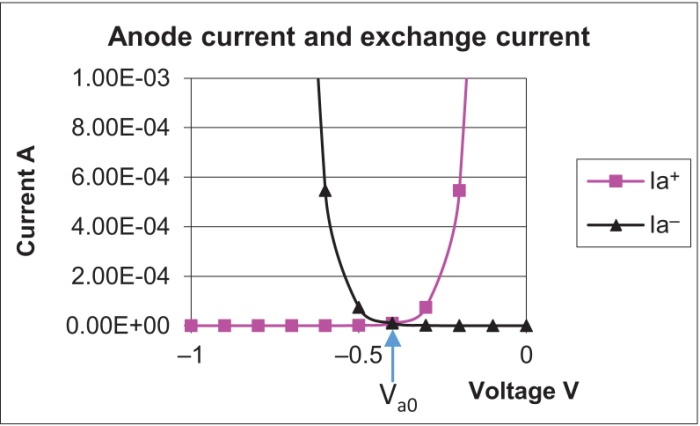 Anode current and exchange current
Current A
1.00E-03
8.00E-04
6.00E-04
4.00E-04
2.00E-04
0.00E+00
–1
–0.5
0
V_a0
Voltage V
Ia⁺
Ia⁻